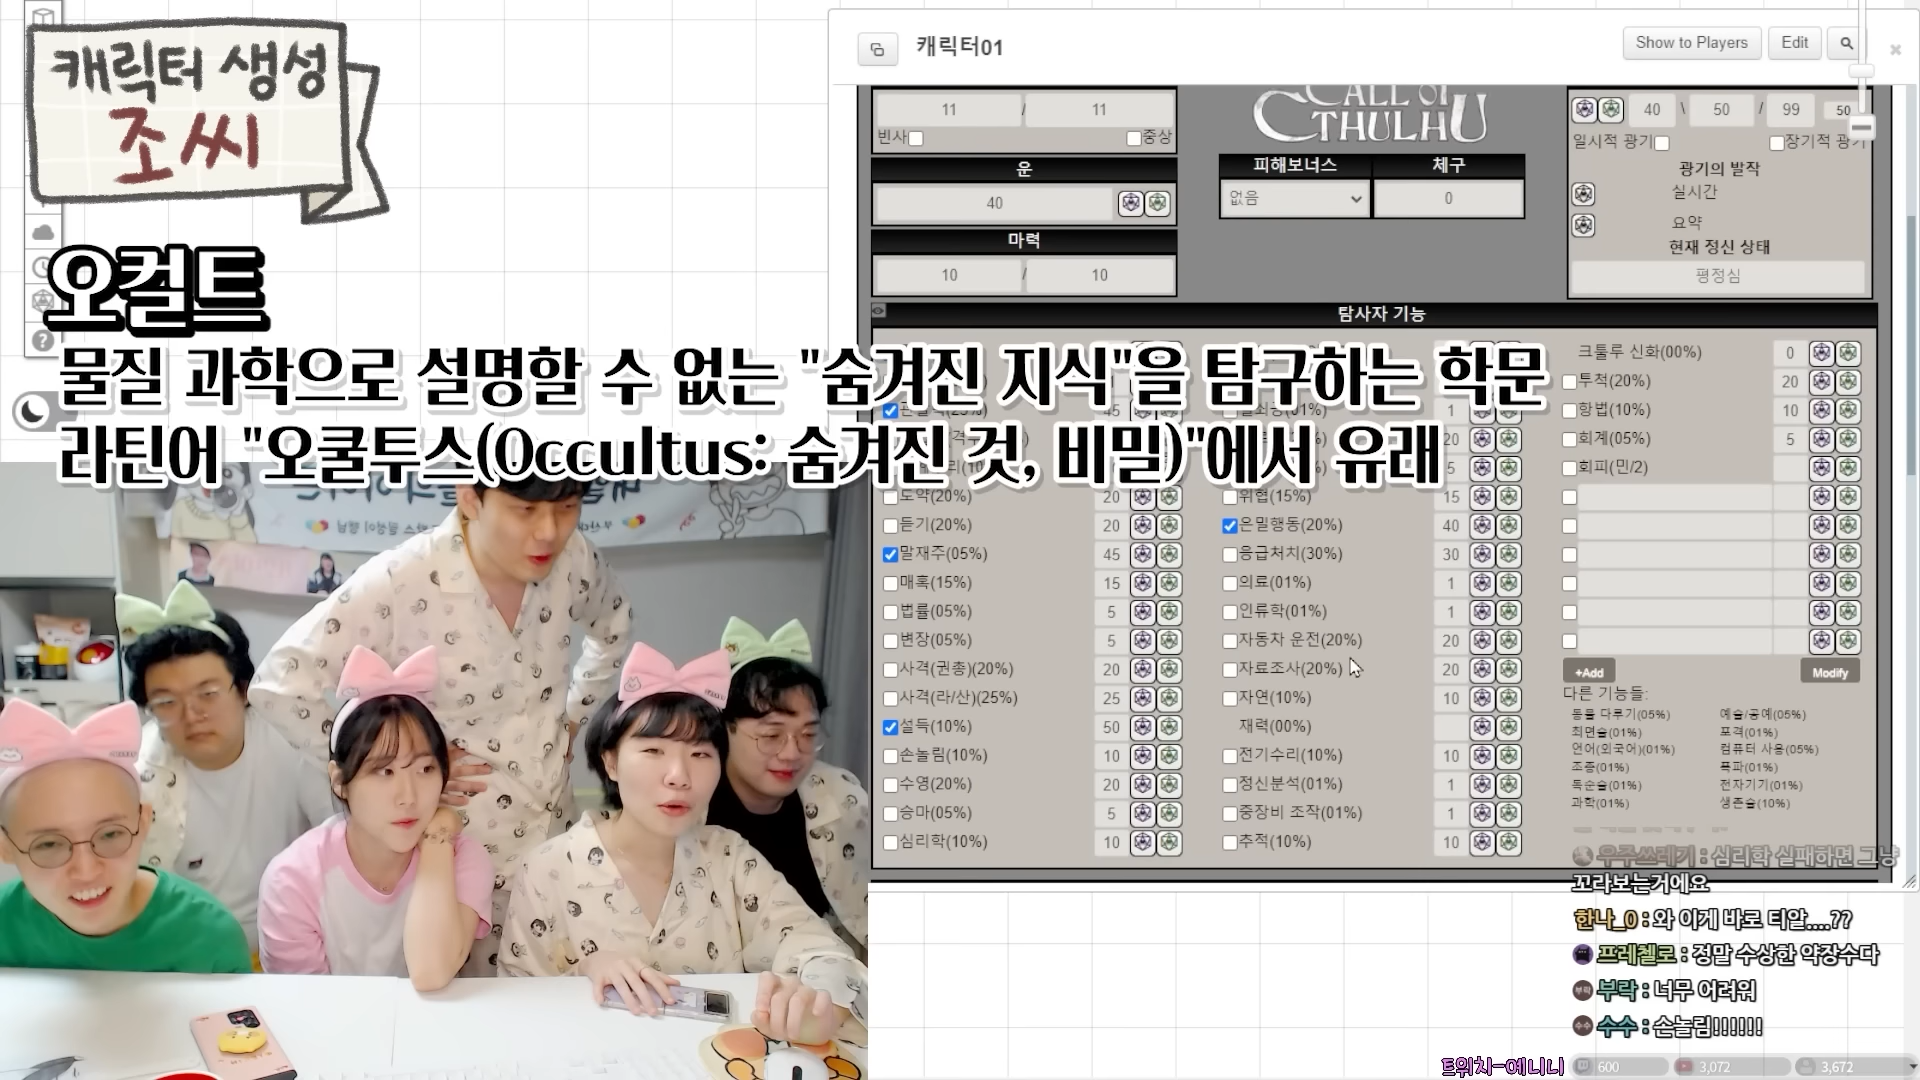 캐릭터 생성
조씨
오컬트
물질 과학으로 설명할 수 없는 "숨겨진 지식"을 탐구하는 학문
라틴어 "오쿨투스(Occultus: 숨겨진 것, 비밀)"에서 유래
캐릭터01
Show to Players
Edit
CALL of
CTHULHU
11 / 11
빈사
중상
운
40
마력
10 / 10
피해보너스
체구
없음
0
40 \ 50 / 99
50
일시적 광기
장기적 광기
광기의 발작
실시간
요약
현재 정신 상태
평정심
탐사자 기능
45
도약(20%) 20
듣기(20%) 20
말재주(05%) 45
매혹(15%) 15
법률(05%) 5
변장(05%) 5
사격(권총)(20%) 20
사격(라/산)(25%) 25
설득(10%) 50
손놀림(10%) 10
수영(20%) 20
승마(05%) 5
심리학(10%) 10
1
20
5
위협(15%) 15
은밀행동(20%) 40
응급처치(30%) 30
의료(01%) 1
인류학(01%) 1
자동차 운전(20%) 20
자료조사(20%) 20
자연(10%) 10
재력(00%)
전기수리(10%) 10
정신분석(01%) 1
중장비 조작(01%) 1
추적(10%) 10
크툴루 신화(00%) 0
투척(20%) 20
항법(10%) 10
회계(05%) 5
회피(민/2)
+Add
Modify
다른 기능들:
동물 다루기(05%) 예술/공예(05%)
최면술(01%) 포격(01%)
언어(외국어)(01%) 컴퓨터 사용(05%)
조종(01%) 폭파(01%)
독순술(01%) 전자기기(01%)
과학(01%) 생존술(10%)
우주쓰레기 : 심리학 실패하면 그냥
꼬라보는거에요
한나_0 : 와 이게 바로 티알....??
프레첼로 : 정말 수상한 약장수다
부락 : 너무 어려워
수수 : 손놀림!!!!!!
트위치-예니니
600
3,072
3,672